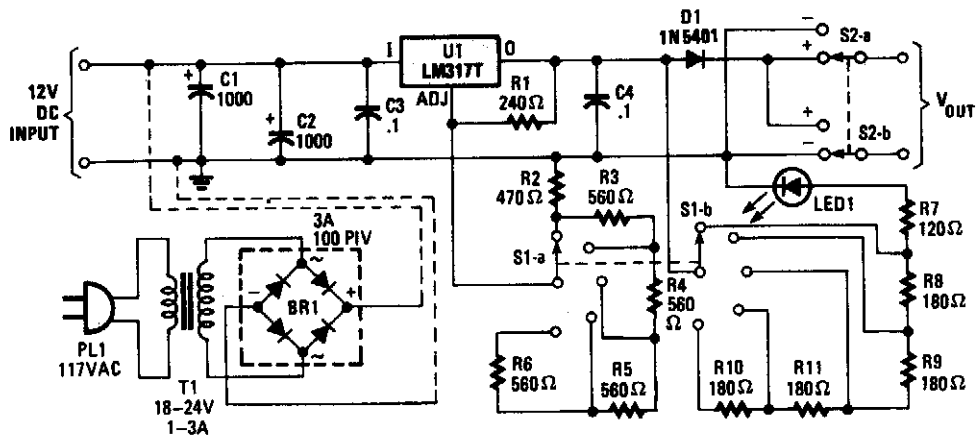 12V
DC
INPUT
+
C1
1000
+
C2
1000
C3
.1
I
U1
LM317T
O
ADJ
R1
240Ω
C4
.1
D1
1N5401
−
+
S2-a
+
−
S2-b
VOUT
R2
470Ω
R3
560Ω
S1-a
S1-b
LED1
R7
120Ω
R4
560
Ω
R8
180Ω
R9
180Ω
R6
560Ω
R5
560Ω
R10
180Ω
R11
180Ω
3A
100 PIV
~
−
BR1
+
~
PL1
117VAC
T1
18–24V
1–3A